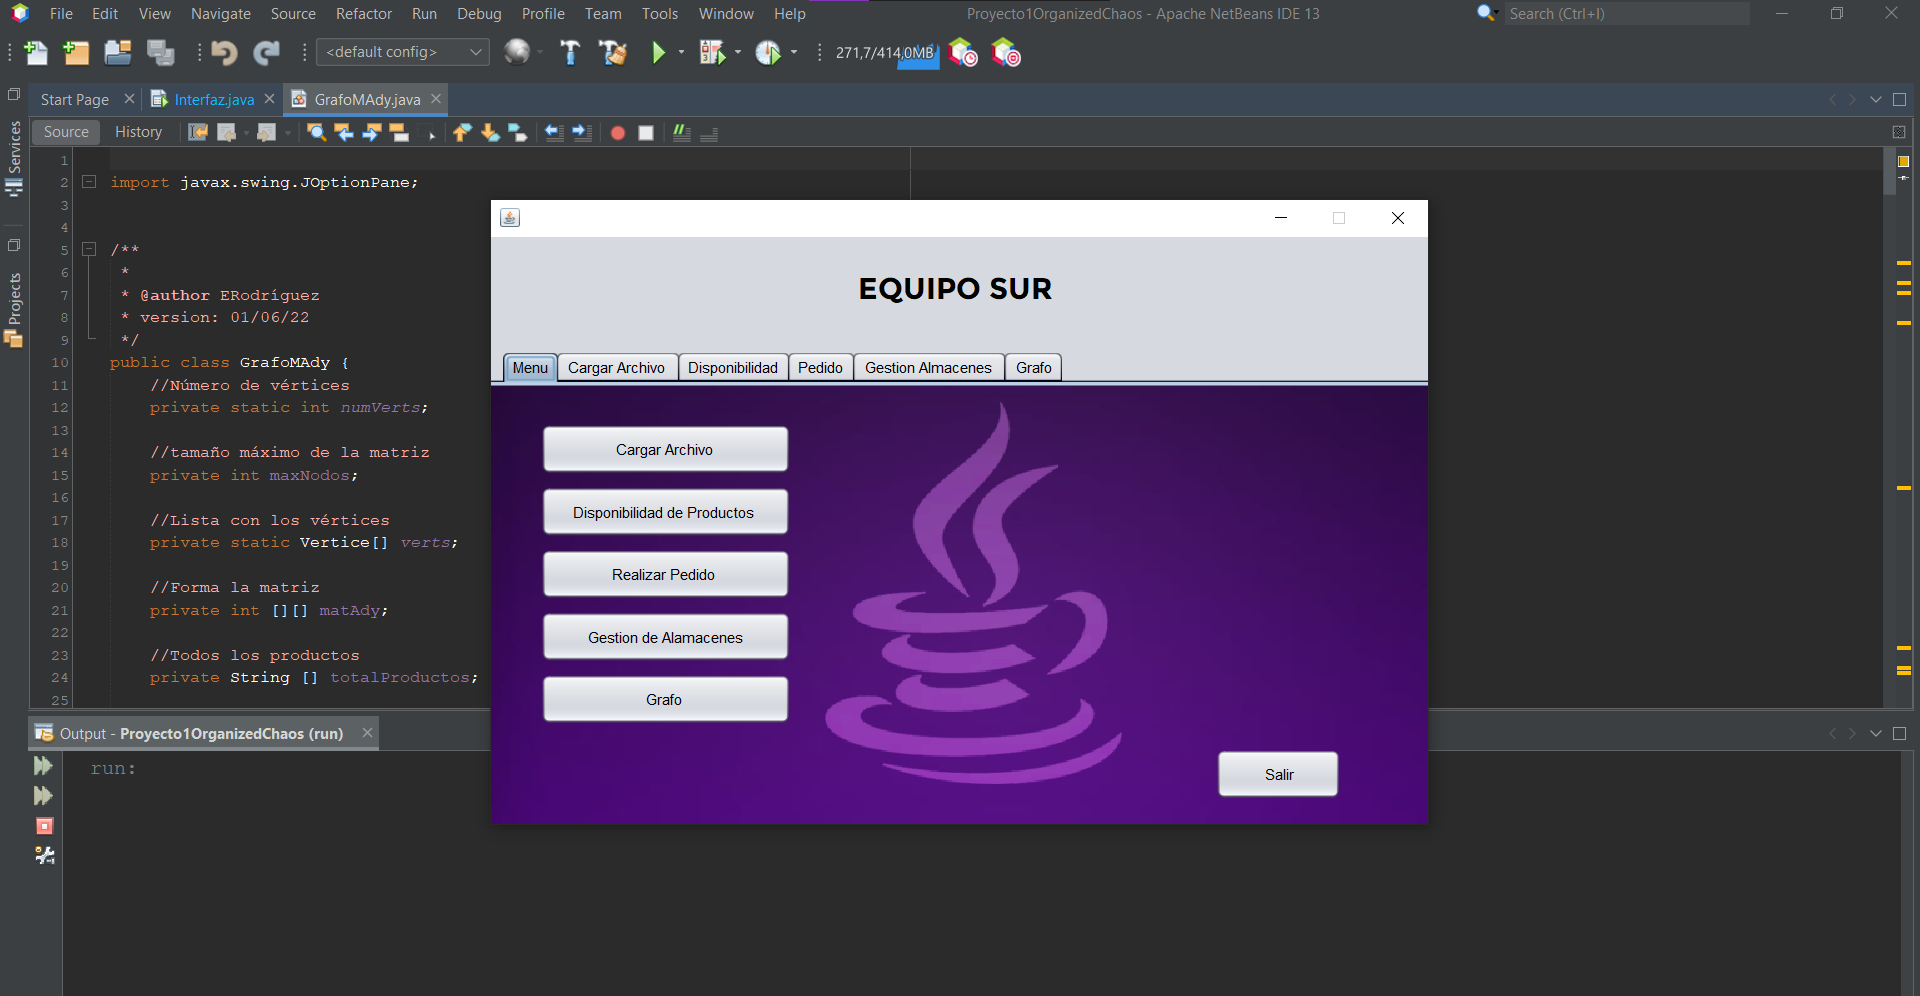 File Edit View Navigate Source Refactor Run Debug Profile Team Tools Window Help Proyecto1OrganizedChaos - Apache NetBeans IDE 13 Search (Ctrl+I)
<default config> 271,7/414,0MB
Start Page Interfaz.java GrafoMAdy.java
Source History
Services
Projects
1
2 import javax.swing.JOptionPane;
3
4
5 /**
6 *
7 * @author ERodríguez
8 * version: 01/06/22
9 */
10 public class GrafoMAdy {
11 //Número de vértices
12 private static int numVerts;
13
14 //tamaño máximo de la matriz
15 private int maxNodos;
16
17 //Lista con los vértices
18 private static Vertice[] verts;
19
20 //Forma la matriz
21 private int [][] matAdy;
22
23 //Todos los productos
24 private String [] totalProductos;
25
EQUIPO SUR
Menu Cargar Archivo Disponibilidad Pedido Gestion Almacenes Grafo
Cargar Archivo
Disponibilidad de Productos
Realizar Pedido
Gestion de Alamacenes
Grafo
Salir
Output - Proyecto1OrganizedChaos (run)
run: